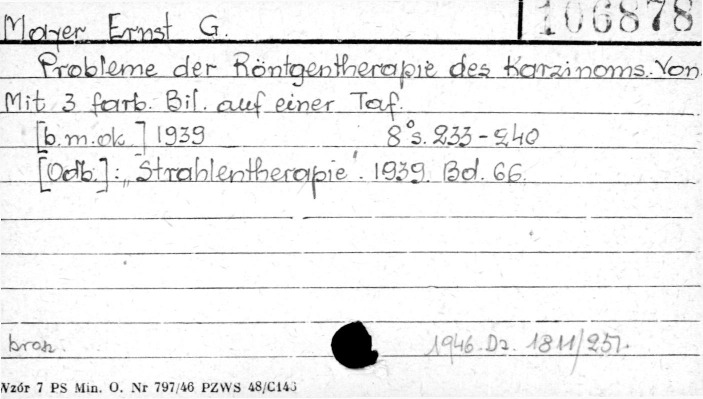 106878
Mayer Ernst G.
Probleme der Röntgentherapie des Karzinoms. Von
Mit 3 farb. Bil. auf einer Taf.
[b.m.ok.] 1939 8° s. 233-240
[Odb.]: „Strahlentherapie". 1939. Bd. 66.
brosz. 1946. Dz. 1811/257.
Wzór 7 PS Min. O. Nr 797/46 PZWS 48/C146